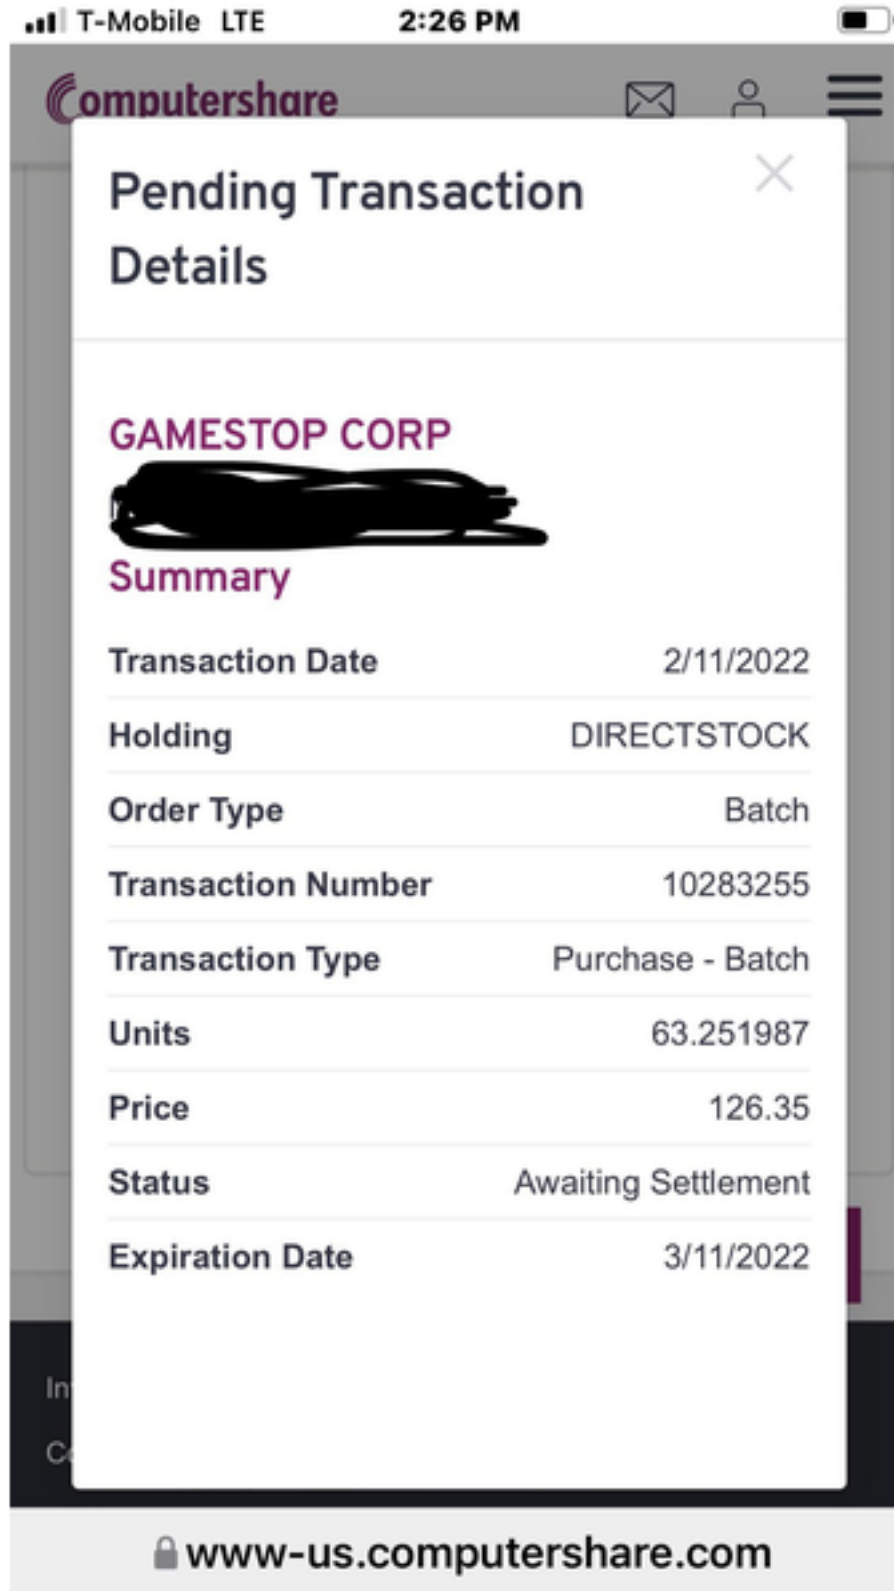 T-Mobile LTE 2:26 PM
Computershare
Pending Transaction
Details
GAMESTOP CORP
Summary
Transaction Date 2/11/2022
Holding DIRECTSTOCK
Order Type Batch
Transaction Number 10283255
Transaction Type Purchase - Batch
Units 63.251987
Price 126.35
Status Awaiting Settlement
Expiration Date 3/11/2022
In
Co
www-us.computershare.com